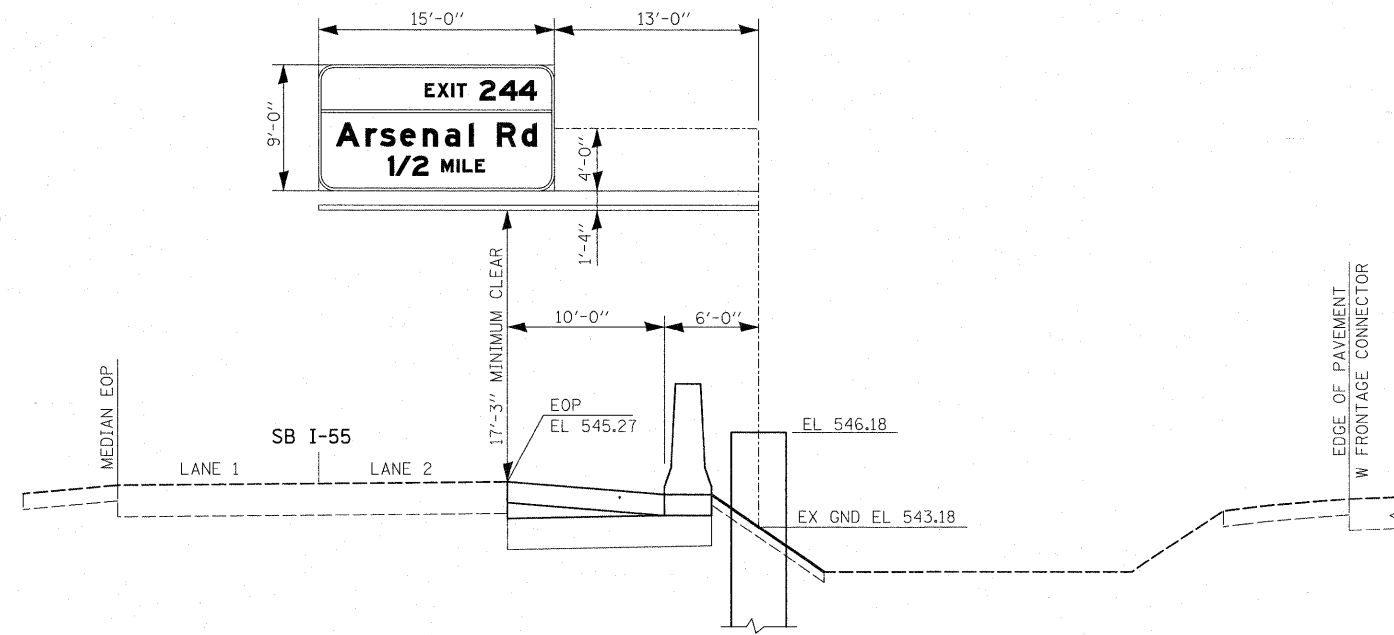 15'-0"
13'-0"
9'-0"
EXIT 244
Arsenal Rd
1/2 MILE
4'-0"
1'-4"
17'-3" MINIMUM CLEAR
10'-0"
6'-0"
MEDIAN EOP
SB I-55
LANE 1
LANE 2
EOP
EL 545.27
EL 546.18
EX GND EL 543.18
EDGE OF PAVEMENT
W FRONTAGE CONNECTOR